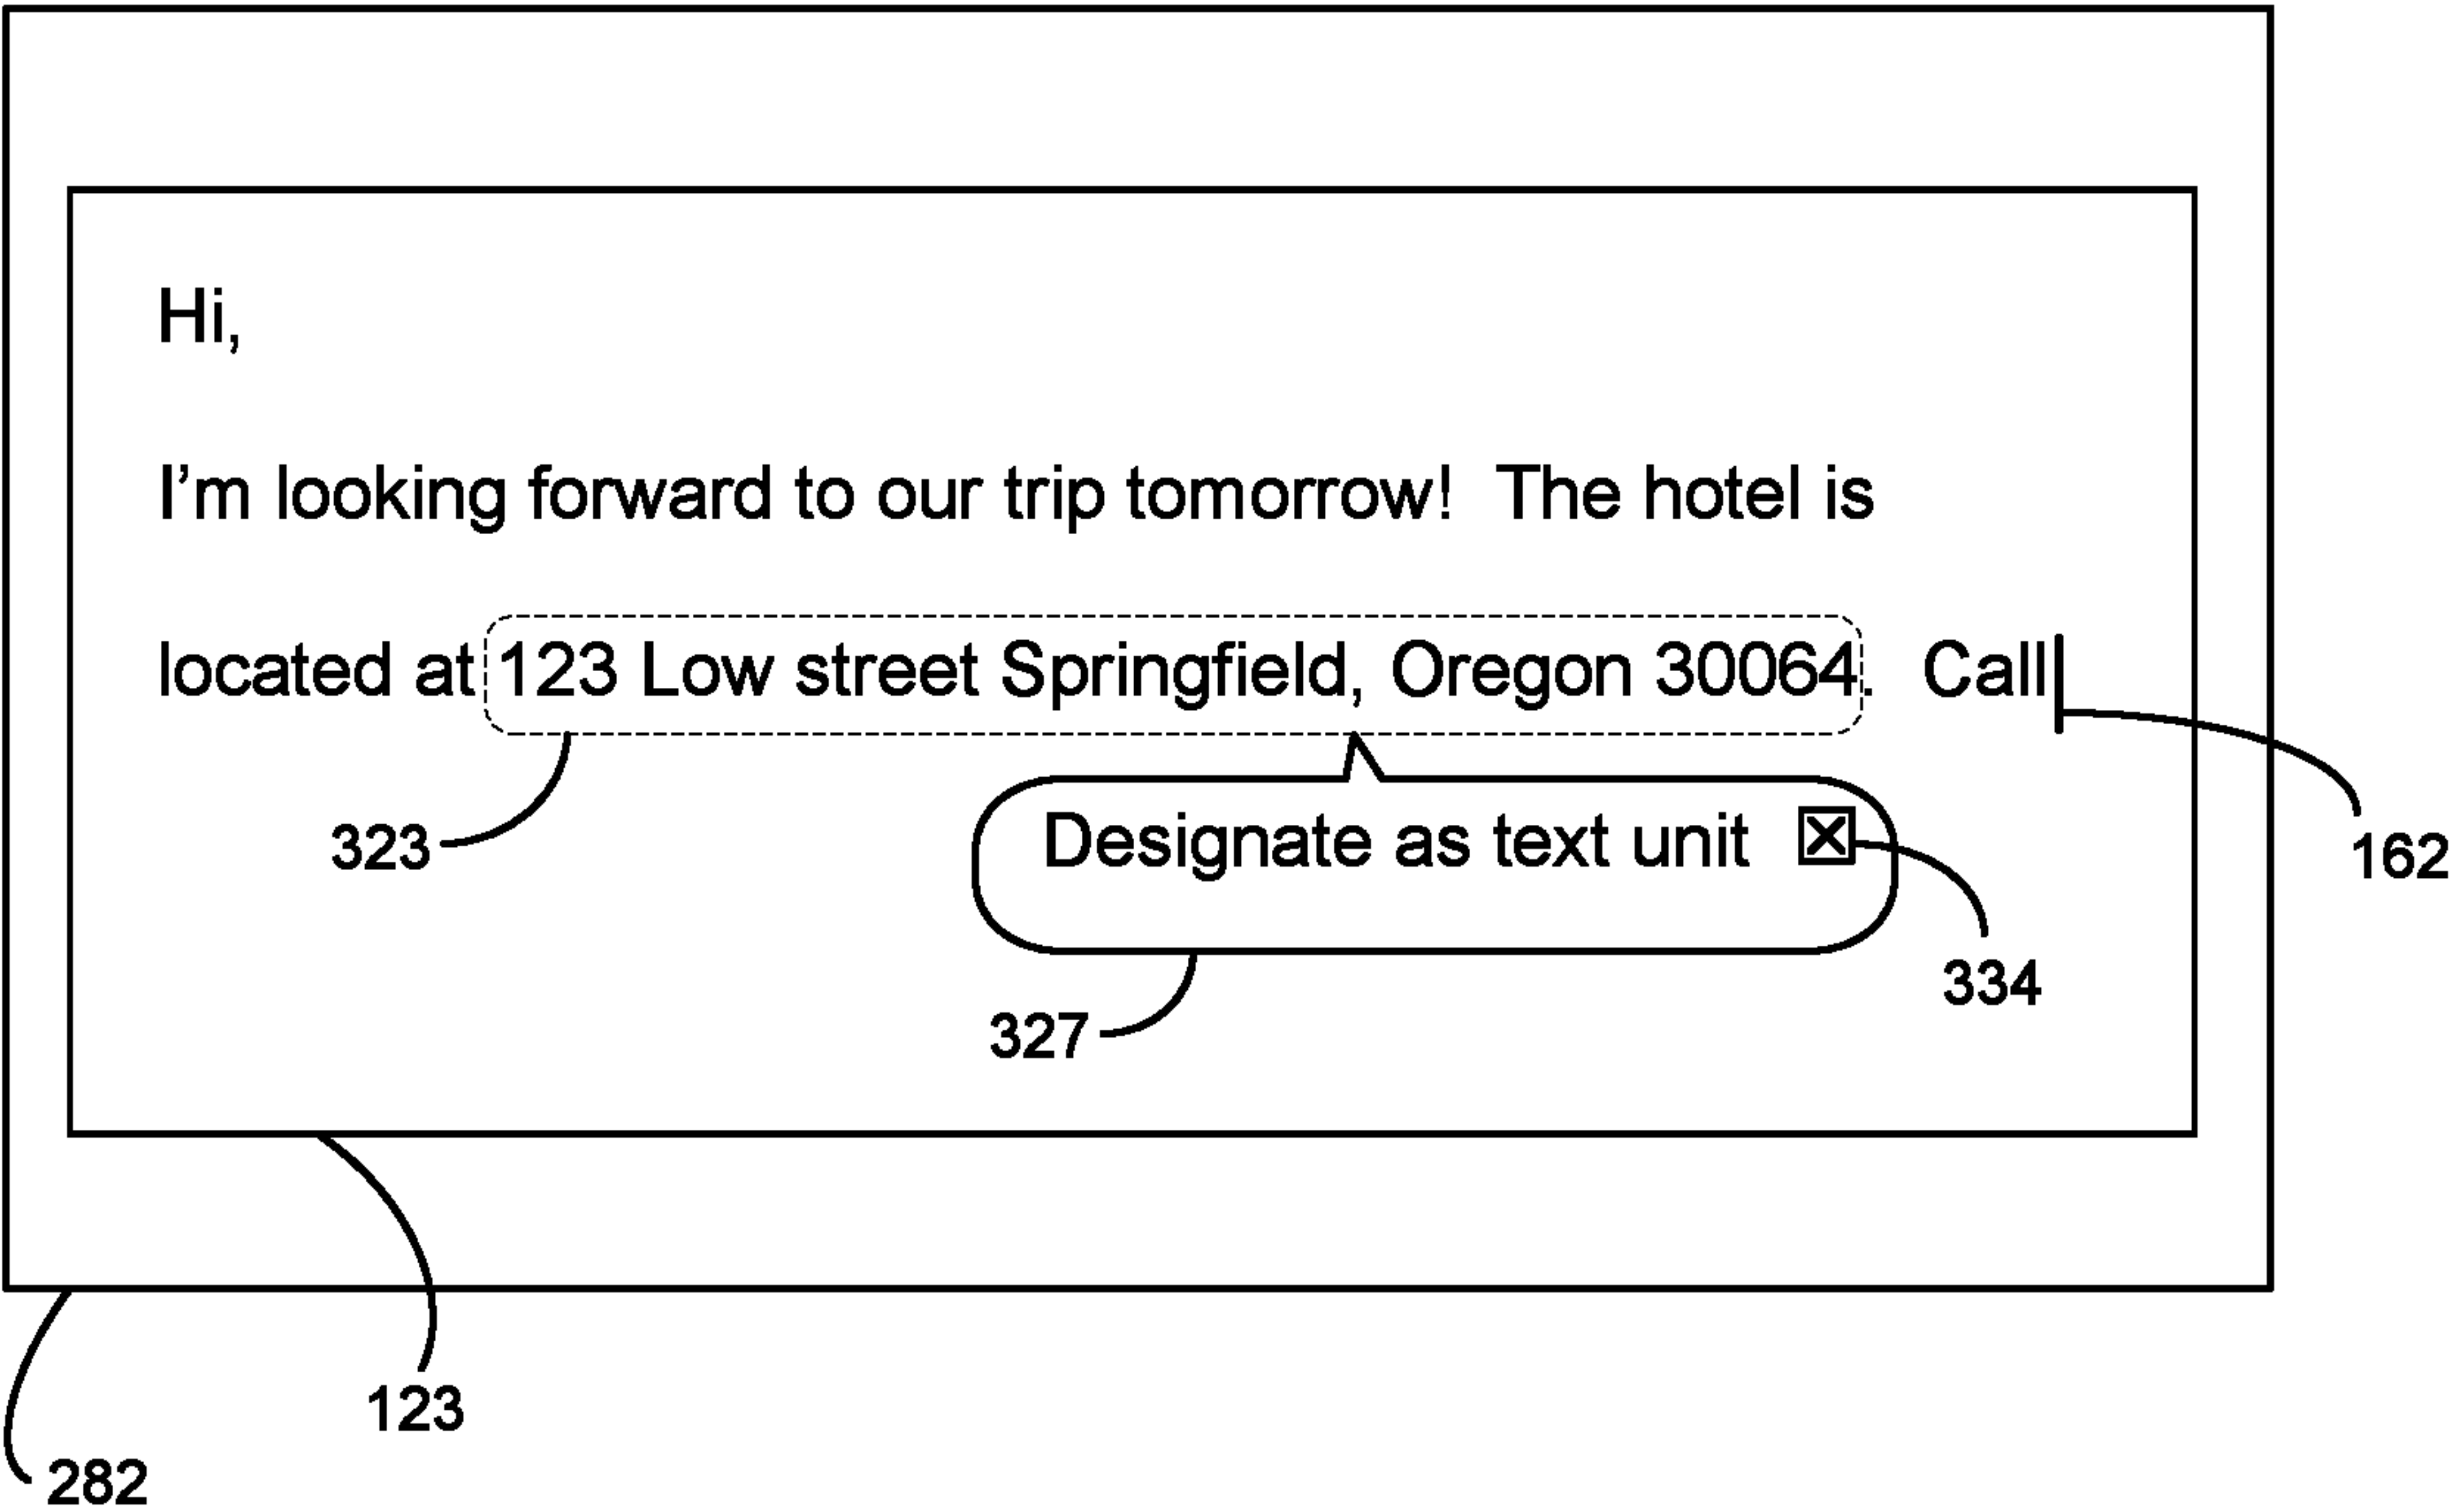 Hi,
I’m looking forward to our trip tomorrow!  The hotel is
located at 123 Low street Springfield, Oregon 30064.  Call
323
Designate as text unit
162
334
327
123
282